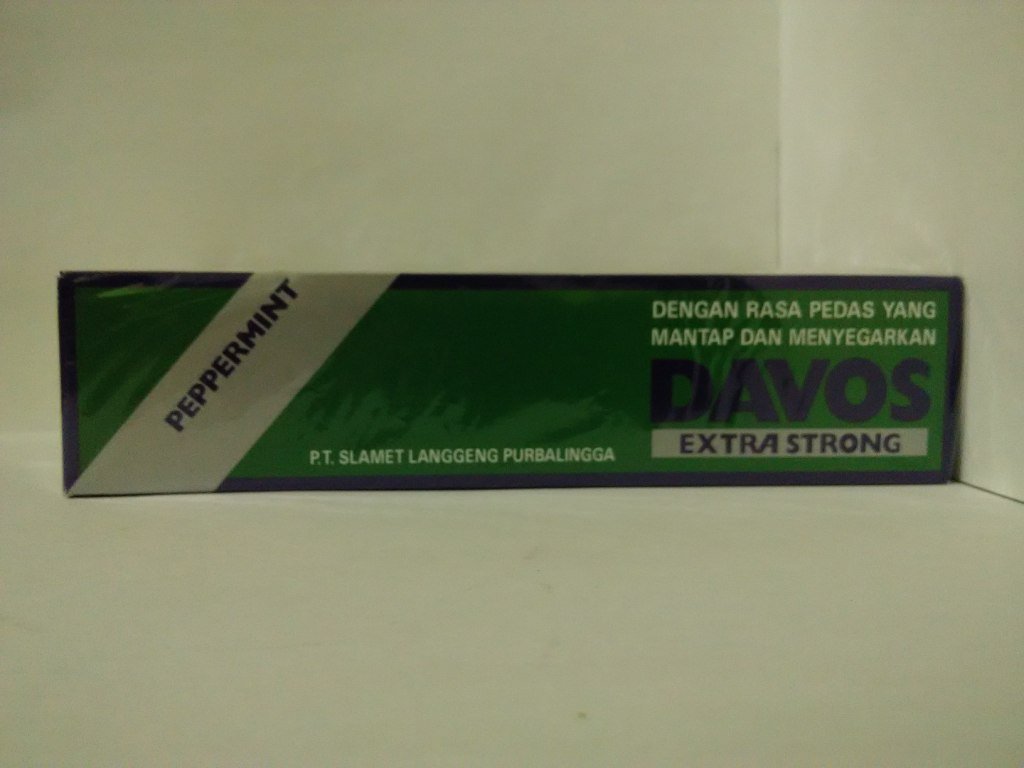 PEPPERMINT
DENGAN RASA PEDAS YANG
MANTAP DAN MENYEGARKAN
DAVOS
EXTRA STRONG
P.T. SLAMET LANGGENG PURBALINGGA